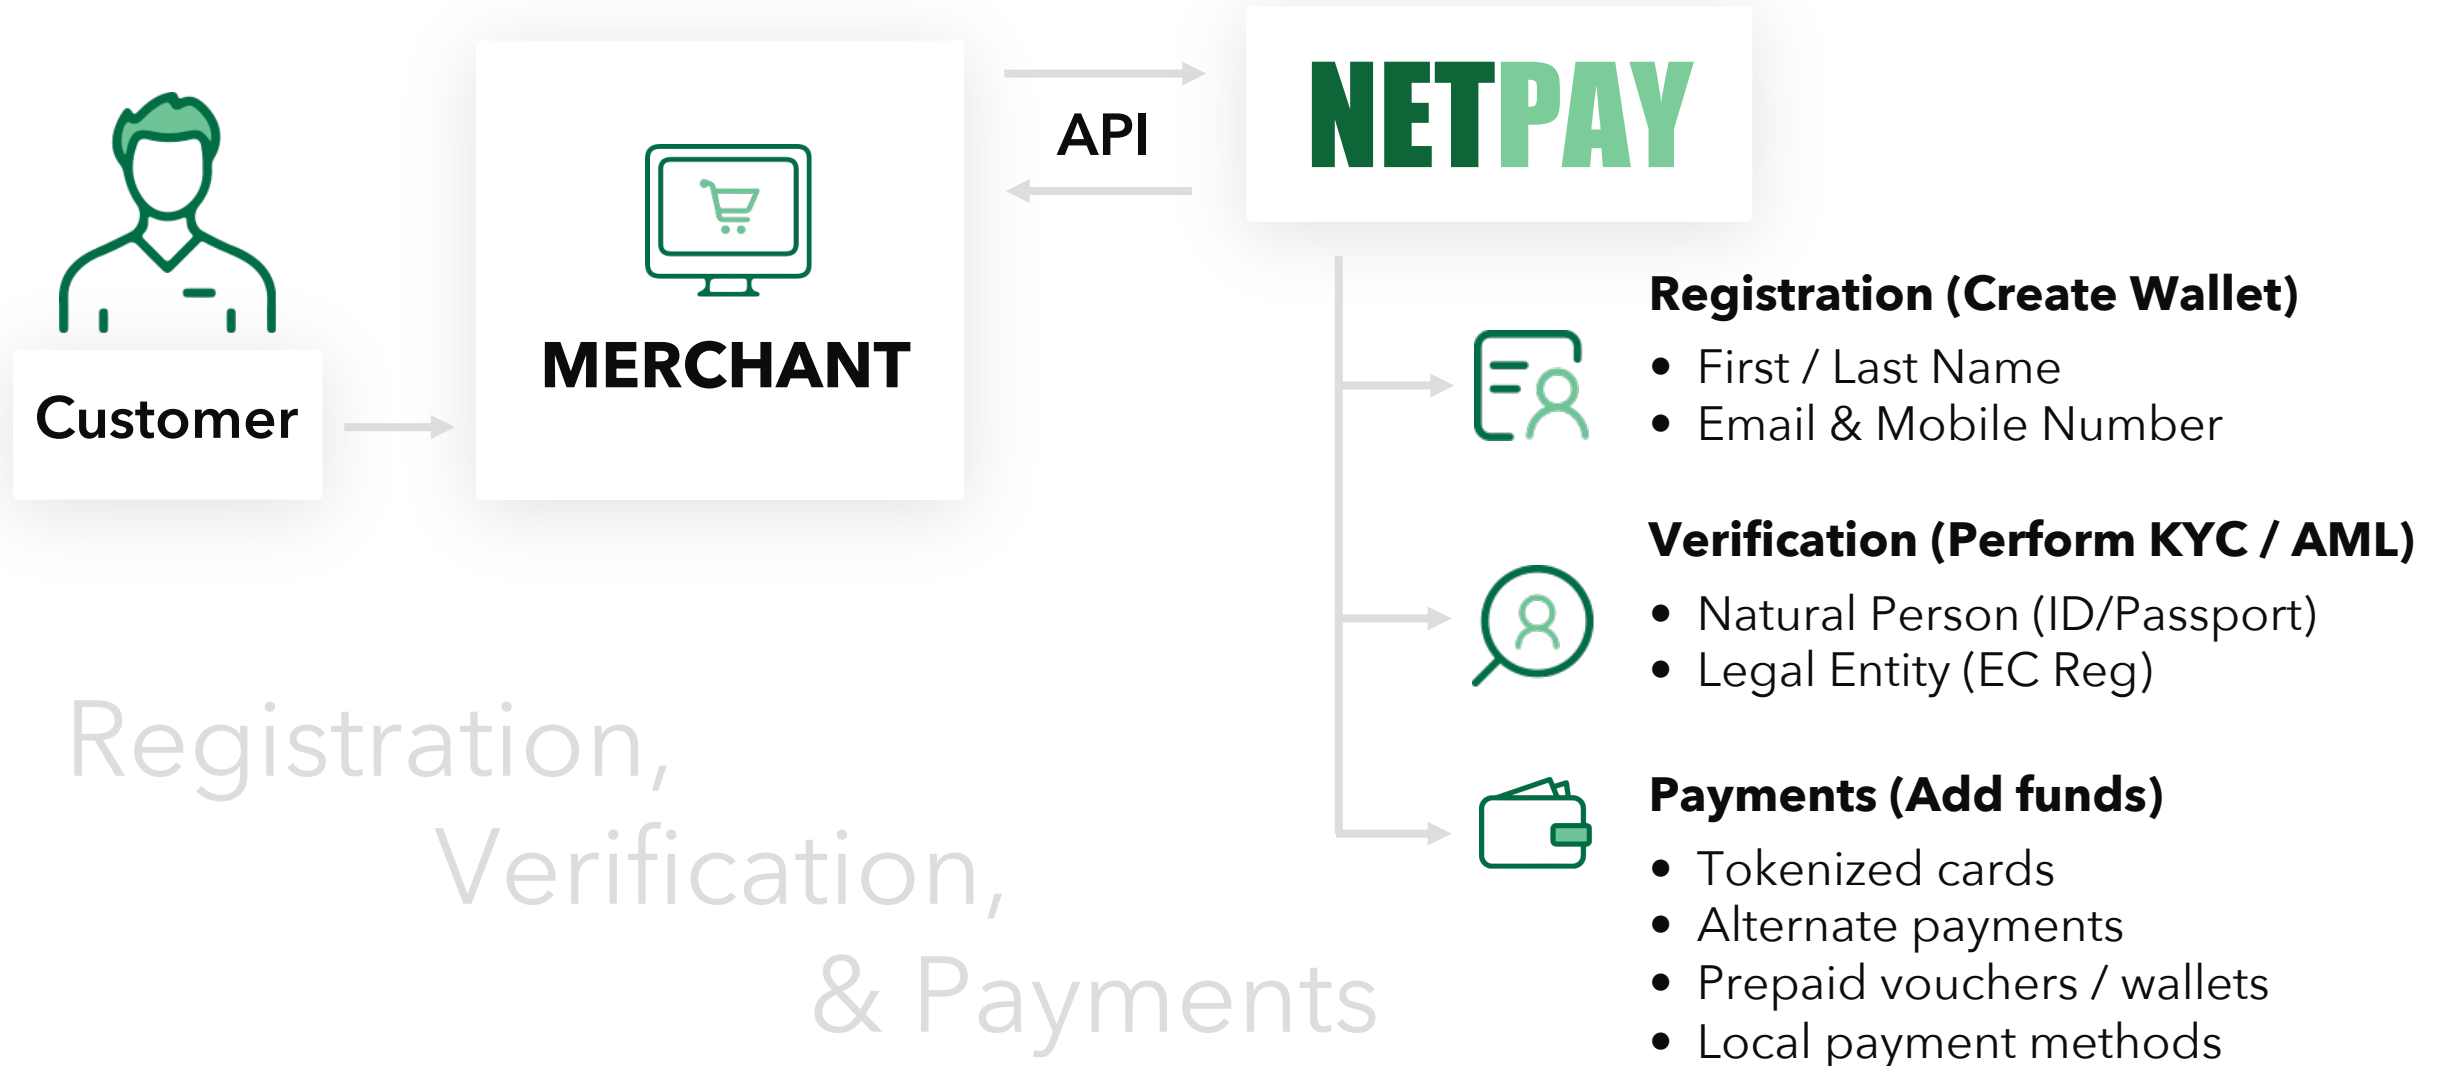 Customer
MERCHANT
API
NETPAY
Registration (Create Wallet)
• First / Last Name
• Email & Mobile Number
Verification (Perform KYC / AML)
• Natural Person (ID/Passport)
• Legal Entity (EC Reg)
Payments (Add funds)
• Tokenized cards
• Alternate payments
• Prepaid vouchers / wallets
• Local payment methods
Registration,
Verification,
& Payments